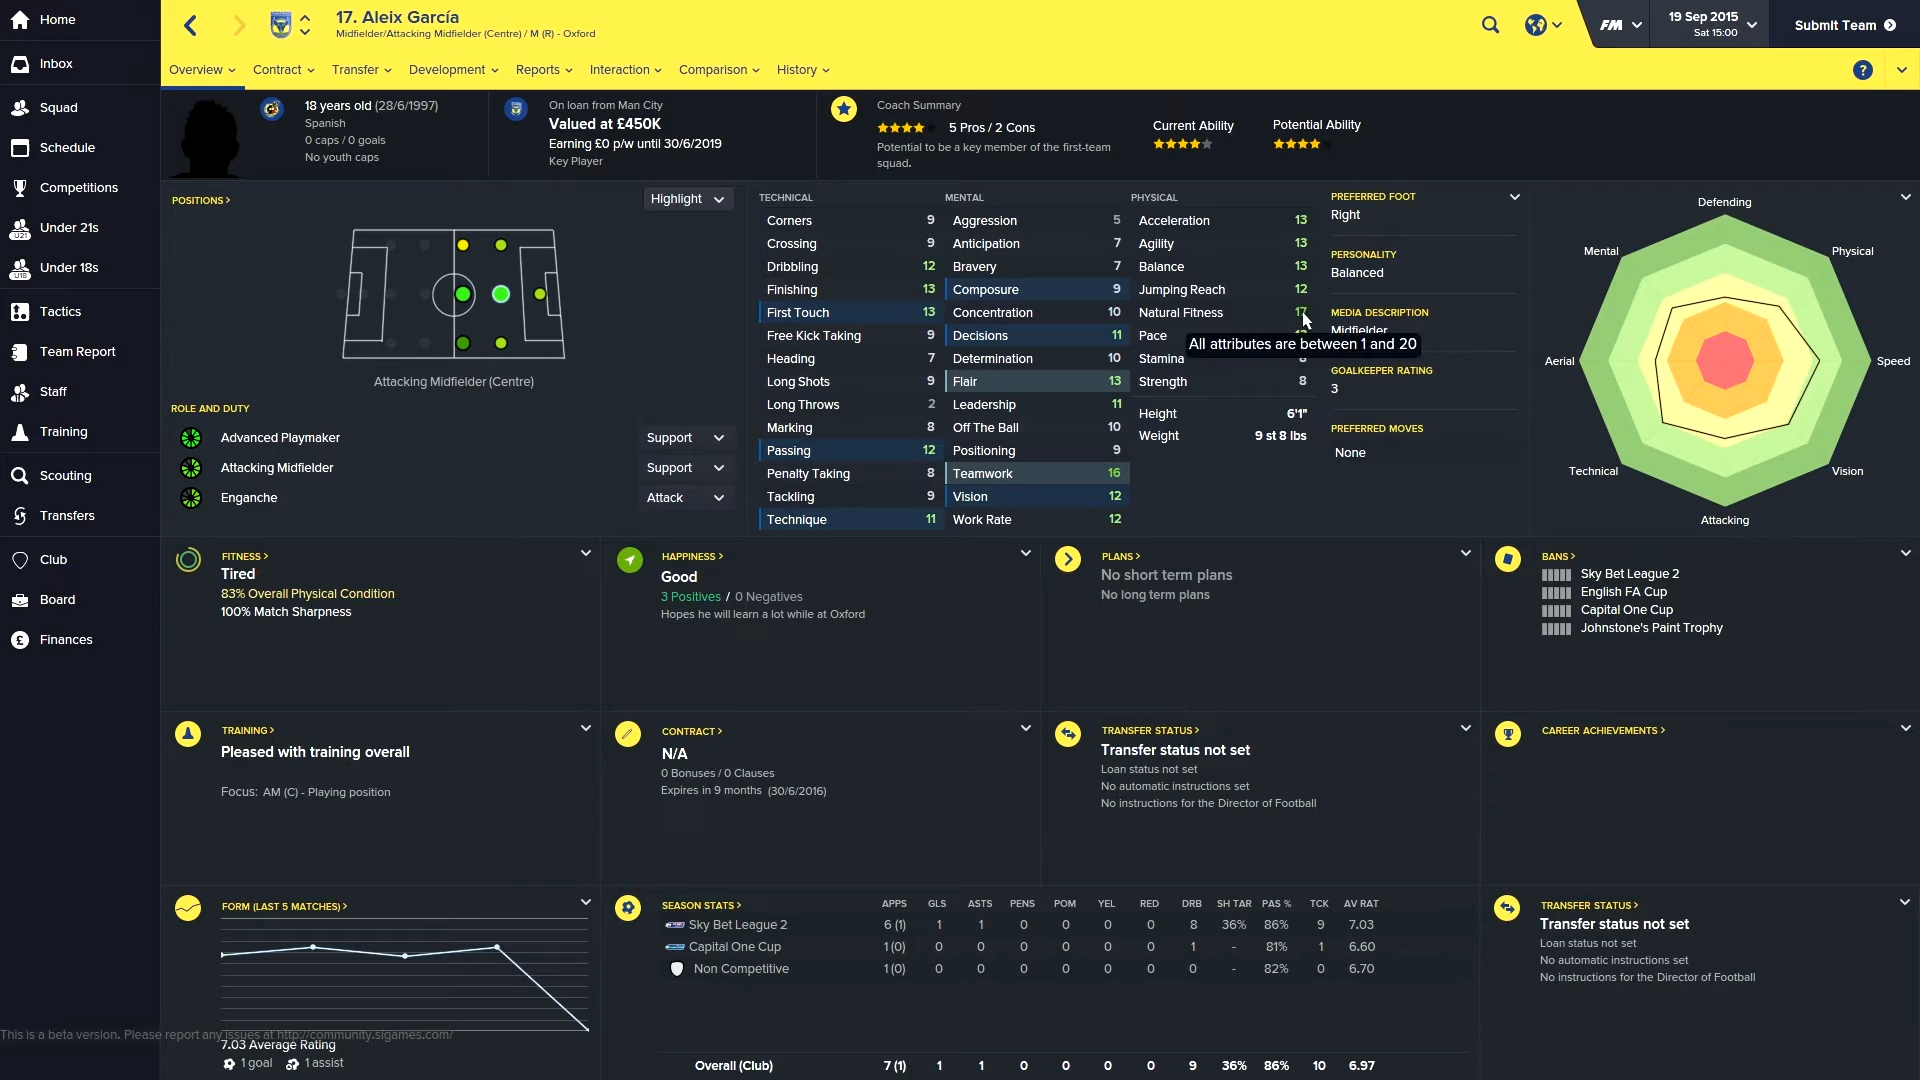 Home
Inbox
Squad
Schedule
Competitions
U21
Under 21s
U18
Under 18s
Tactics
Team Report
Staff
Training
Scouting
Transfers
Club
Board
£ Finances
17. Aleix García
Midfielder/Attacking Midfielder (Centre) / M (R) - Oxford
FM
19 Sep 2015
Sat 15:00
Submit Team
Overview Contract Transfer Development Reports Interaction Comparison History
?
18 years old (28/6/1997)
Spanish
0 caps / 0 goals
No youth caps
On loan from Man City
Valued at £450K
Earning £0 p/w until 30/6/2019
Key Player
Coach Summary
5 Pros / 2 Cons
Potential to be a key member of the first-team
squad.
Current Ability
Potential Ability
POSITIONS >
Highlight
Attacking Midfielder (Centre)
ROLE AND DUTY
Advanced Playmaker Support
Attacking Midfielder Support
Enganche Attack
TECHNICAL
Corners 9
Crossing 9
Dribbling 12
Finishing 13
First Touch 13
Free Kick Taking 9
Heading 7
Long Shots 9
Long Throws 2
Marking 8
Passing 12
Penalty Taking 8
Tackling 9
Technique 11
MENTAL
Aggression 5
Anticipation 7
Bravery 7
Composure 9
Concentration 10
Decisions 11
Determination 10
Flair 13
Leadership 11
Off The Ball 10
Positioning 9
Teamwork 16
Vision 12
Work Rate 12
PHYSICAL
Acceleration 13
Agility 13
Balance 13
Jumping Reach 12
Natural Fitness 17
Pace
All attributes are between 1 and 20
Stamina
Strength 8
Height 6'1"
Weight 9 st 8 lbs
PREFERRED FOOT
Right
PERSONALITY
Balanced
MEDIA DESCRIPTION
Midfielder
GOALKEEPER RATING
3
PREFERRED MOVES
None
Defending
Physical
Speed
Vision
Attacking
Technical
Aerial
Mental
FITNESS >
Tired
83% Overall Physical Condition
100% Match Sharpness
HAPPINESS >
Good
3 Positives / 0 Negatives
Hopes he will learn a lot while at Oxford
PLANS >
No short term plans
No long term plans
BANS >
Sky Bet League 2
English FA Cup
Capital One Cup
Johnstone's Paint Trophy
TRAINING >
Pleased with training overall
Focus: AM (C) - Playing position
CONTRACT >
N/A
0 Bonuses / 0 Clauses
Expires in 9 months (30/6/2016)
TRANSFER STATUS >
Transfer status not set
Loan status not set
No automatic instructions set
No instructions for the Director of Football
CAREER ACHIEVEMENTS >
FORM (LAST 5 MATCHES) >
This is a beta version. Please report any issues at http://community.sigames.com/
7.03 Average Rating
1 goal 1 assist
SEASON STATS > APPS GLS ASTS PENS POM YEL RED DRB SH TAR PAS % TCK AV RAT
Sky Bet League 2 6 (1) 1 1 0 0 0 0 8 36% 86% 9 7.03
Capital One Cup 1 (0) 0 0 0 0 0 0 1 - 81% 1 6.60
Non Competitive 1 (0) 0 0 0 0 0 0 0 - 82% 0 6.70
Overall (Club) 7 (1) 1 1 0 0 0 0 9 36% 86% 10 6.97
TRANSFER STATUS >
Transfer status not set
Loan status not set
No automatic instructions set
No instructions for the Director of Football